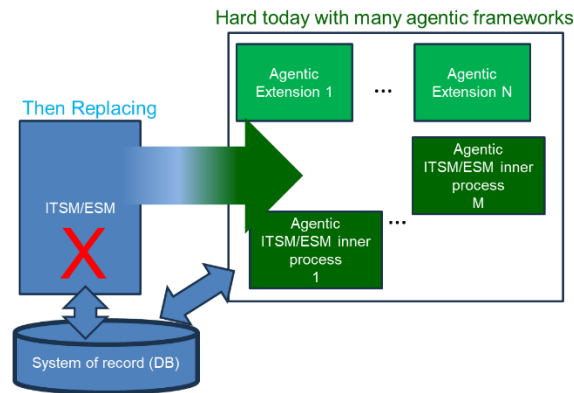 Hard today with many agentic frameworks
Agentic
Extension 1
...
Agentic
Extension N
Then Replacing
ITSM/ESM
X
Agentic
ITSM/ESM inner
process
M
...
Agentic
ITSM/ESM inner
process
1
System of record (DB)